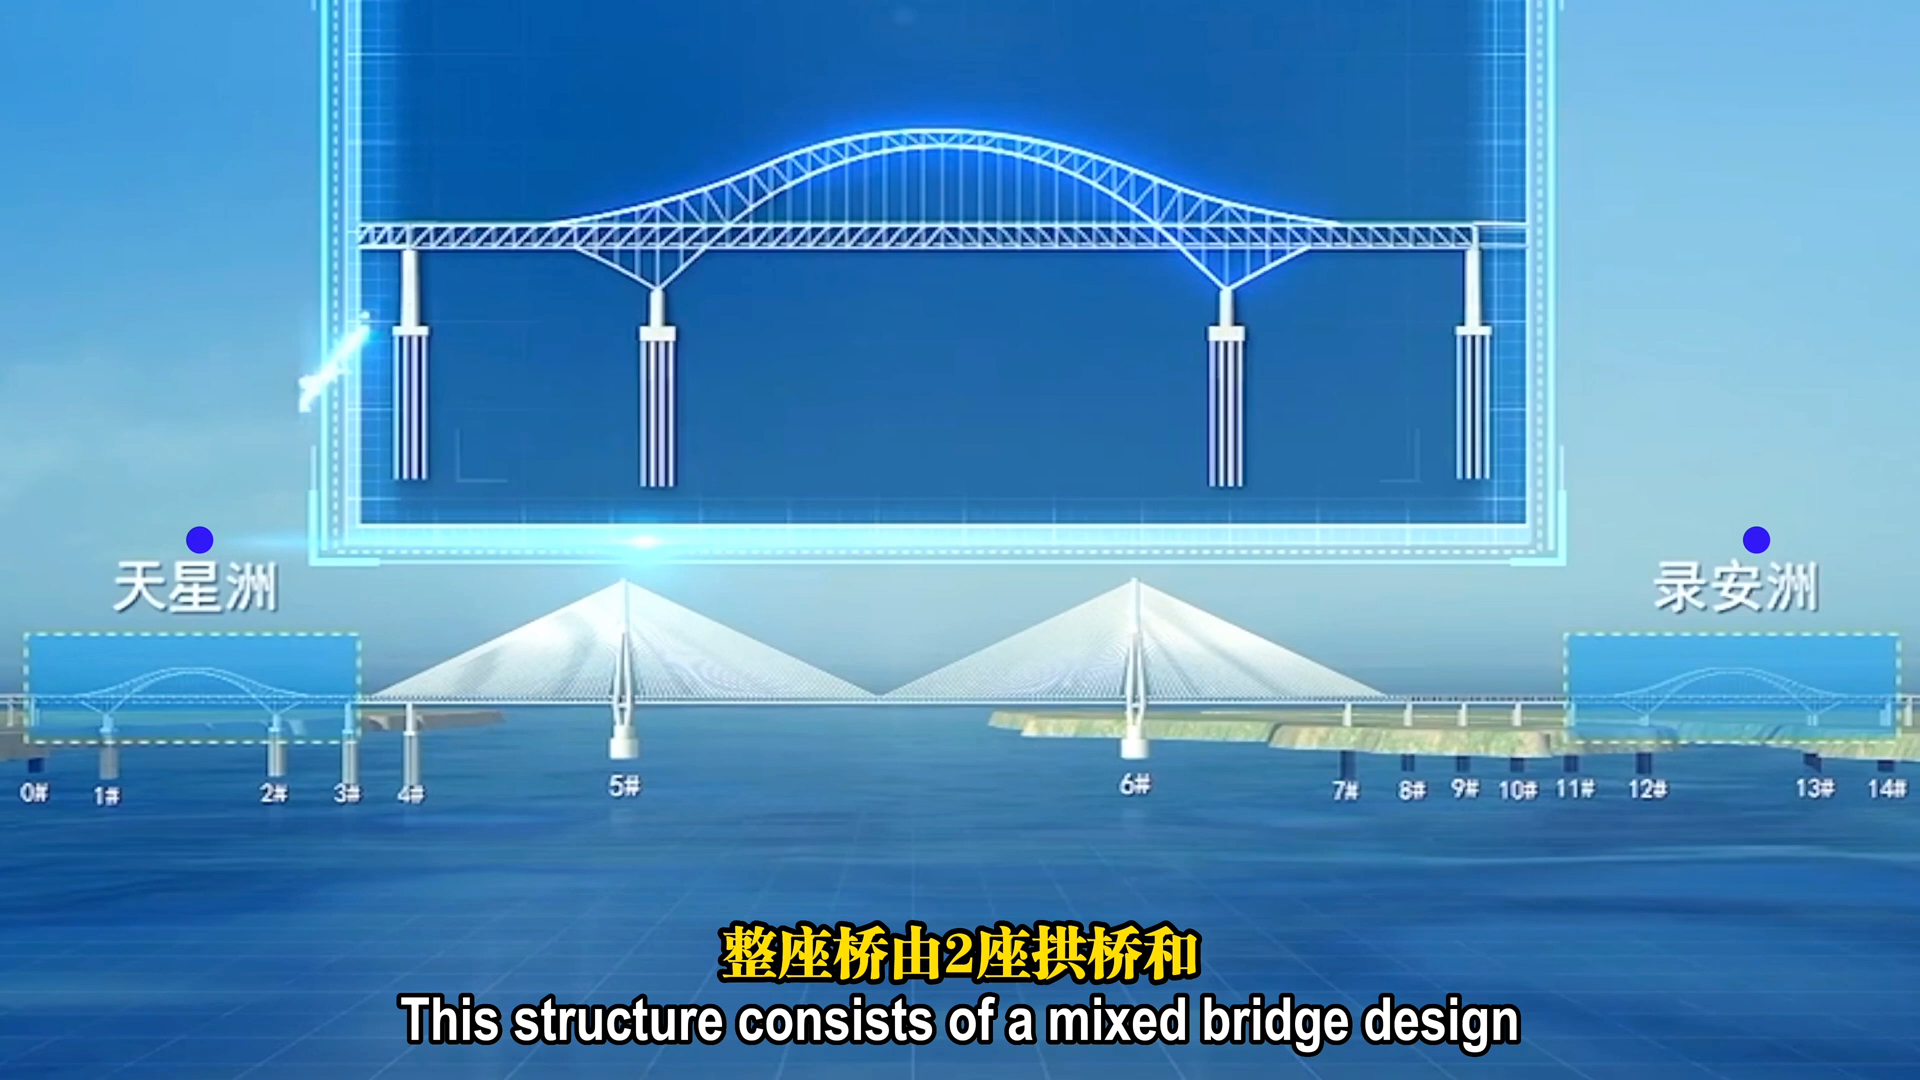 天星洲
录安洲
0# 1# 2# 3# 4# 5# 6# 7# 8# 9# 10# 11# 12# 13# 14#
整座桥由2座拱桥和
This structure consists of a mixed bridge design